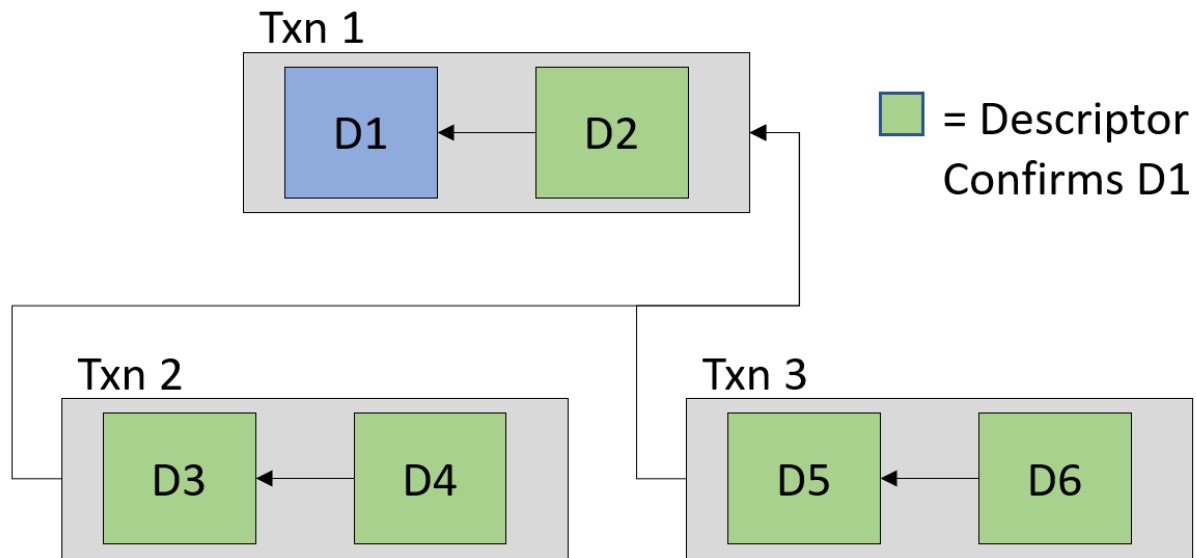 Txn 1
D1
D2
= Descriptor
Confirms D1
Txn 2
Txn 3
D3
D4
D5
D6